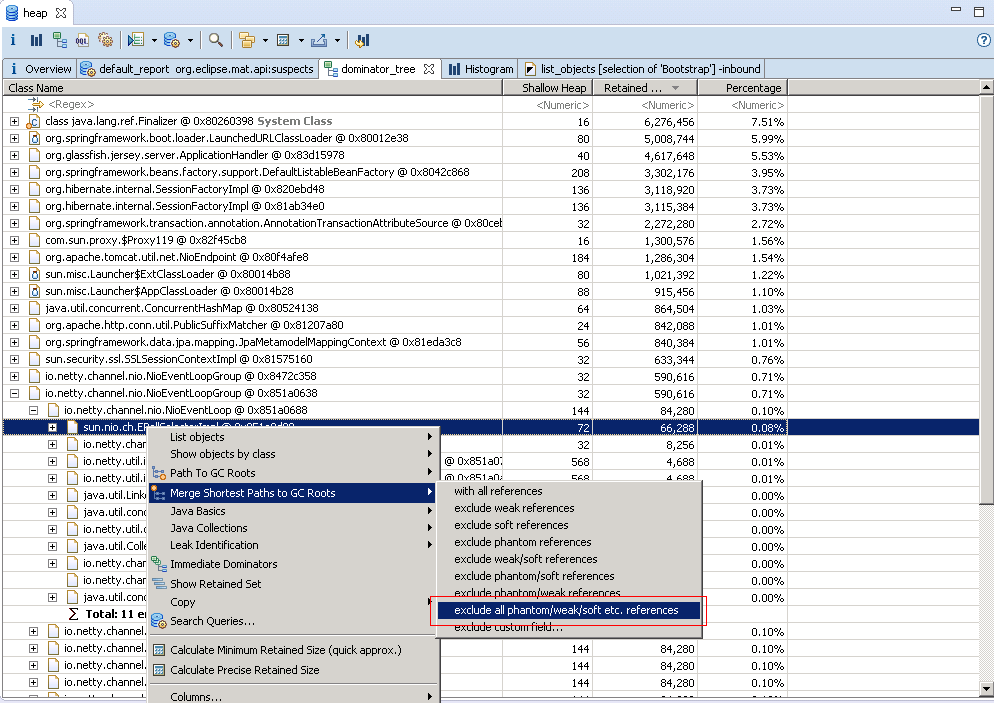 heap
i OQL
i Overview default_report org.eclipse.mat.api:suspects dominator_tree Histogram list_objects [selection of 'Bootstrap'] -inbound
Class Name Shallow Heap Retained ... Percentage
<Regex> <Numeric> <Numeric> <Numeric>
class java.lang.ref.Finalizer @ 0x80260398 System Class 16 6,276,456 7.51%
org.springframework.boot.loader.LaunchedURLClassLoader @ 0x80012e38 80 5,008,744 5.99%
org.glassfish.jersey.server.ApplicationHandler @ 0x83d15978 40 4,617,648 5.53%
org.springframework.beans.factory.support.DefaultListableBeanFactory @ 0x8042c868 208 3,302,176 3.95%
org.hibernate.internal.SessionFactoryImpl @ 0x820ebd48 136 3,118,920 3.73%
org.hibernate.internal.SessionFactoryImpl @ 0x81ab34e0 136 3,115,384 3.73%
org.springframework.transaction.annotation.AnnotationTransactionAttributeSource @ 0x80ceb 32 2,272,280 2.72%
com.sun.proxy.$Proxy119 @ 0x82f45cb8 16 1,300,576 1.56%
org.apache.tomcat.util.net.NioEndpoint @ 0x80f4afe8 184 1,286,304 1.54%
sun.misc.Launcher$ExtClassLoader @ 0x80014b88 80 1,021,392 1.22%
sun.misc.Launcher$AppClassLoader @ 0x80014b28 88 915,456 1.10%
java.util.concurrent.ConcurrentHashMap @ 0x80524138 64 864,504 1.03%
org.apache.http.conn.util.PublicSuffixMatcher @ 0x81207a80 24 842,088 1.01%
org.springframework.data.jpa.mapping.JpaMetamodelMappingContext @ 0x81eda3c8 56 840,384 1.01%
sun.security.ssl.SSLSessionContextImpl @ 0x81575160 32 633,344 0.76%
io.netty.channel.nio.NioEventLoopGroup @ 0x8472c358 32 590,616 0.71%
io.netty.channel.nio.NioEventLoopGroup @ 0x851a0638 32 590,616 0.71%
io.netty.channel.nio.NioEventLoop @ 0x851a0688 144 84,280 0.10%
sun.nio.ch.EPollSelectorImpl @ 0x851a0d88 72 66,288 0.08%
io.netty.chan 32 8,256 0.01%
io.netty.util.i @ 0x851a07 568 4,688 0.01%
io.netty.util.i @ 0x851a0 568 4,688 0.01%
java.util.Linke 0.00%
java.util.conc 0.00%
io.netty.util.c 0.00%
java.util.Colle 0.00%
io.netty.chan 0.00%
io.netty.chan 0.00%
java.util.conc 0.00%
Σ Total: 11 e
io.netty.channel. 0.10%
io.netty.channel. 144 84,280 0.10%
io.netty.channel. 144 84,280 0.10%
io.netty.channel. 144 84,280 0.10%
List objects
Show objects by class
Path To GC Roots
Merge Shortest Paths to GC Roots
Java Basics
Java Collections
Leak Identification
Immediate Dominators
Show Retained Set
Copy
Search Queries...
Calculate Minimum Retained Size (quick approx.)
Calculate Precise Retained Size
Columns...
with all references
exclude weak references
exclude soft references
exclude phantom references
exclude weak/soft references
exclude phantom/soft references
exclude phantom/weak references
exclude all phantom/weak/soft etc. references
exclude custom field...